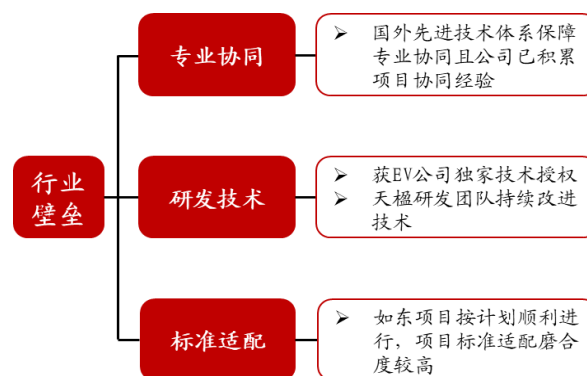 行业
壁垒
专业协同
➢ 国外先进技术体系保障
专业协同且公司已积累
项目协同经验
研发技术
➢ 获EV公司独家技术授权
➢ 天楹研发团队持续改进
技术
标准适配
➢ 如东项目按计划顺利进
行，项目标准适配磨合
度较高